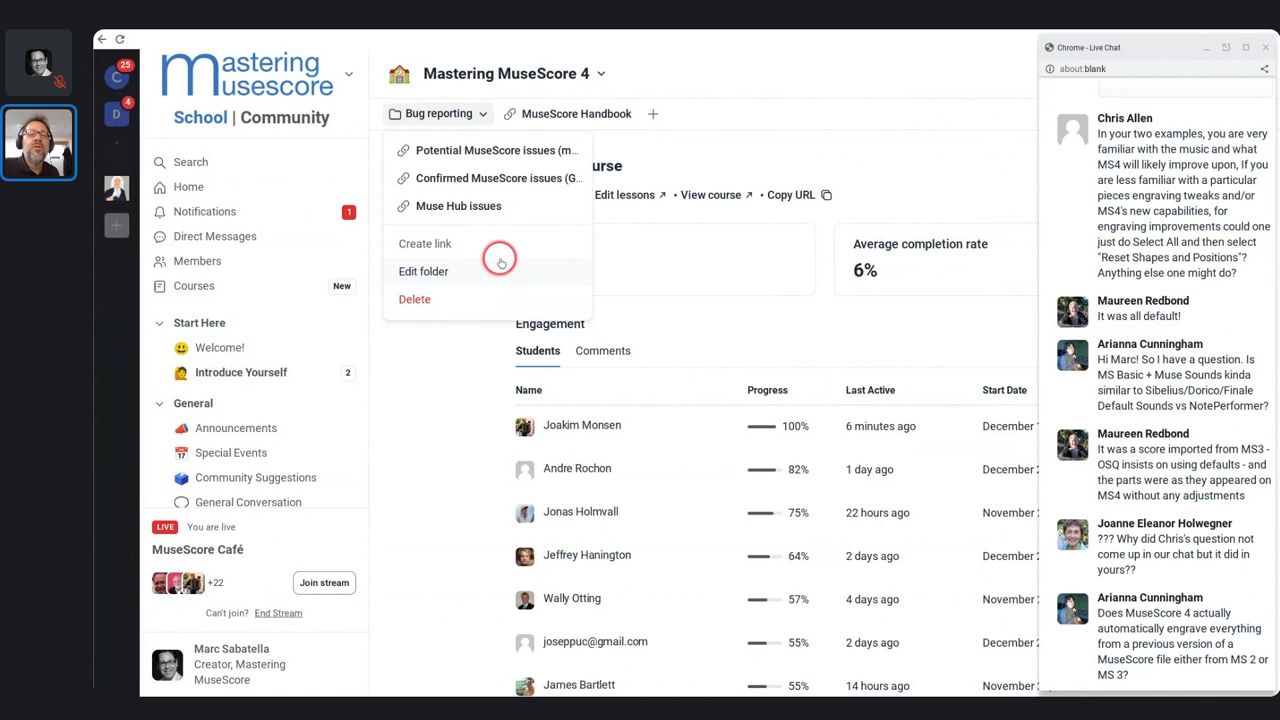 25
C
4
D
mastering
musescore
School | Community
Search
Home
Notifications
1
Direct Messages
Members
Courses
New
Start Here
Welcome!
Introduce Yourself
2
General
Announcements
Special Events
Community Suggestions
General Conversation
LIVE You are live
MuseScore Café
+22
Join stream
Can't join? End Stream
Marc Sabatella
Creator, Mastering
MuseScore
Mastering MuseScore 4
Bug reporting
MuseScore Handbook
Potential MuseScore issues (m...
Confirmed MuseScore issues (G...
Muse Hub issues
Create link
Edit folder
Delete
urse
Edit lessons ↗ • View course ↗ • Copy URL
Average completion rate
6%
Engagement
Students Comments
Name Progress Last Active Start Date
Joakim Monsen 100% 6 minutes ago December
Andre Rochon 82% 1 day ago December
Jonas Holmvall 75% 22 hours ago November
Jeffrey Hanington 64% 2 days ago December
Wally Otting 57% 4 days ago November
joseppuc@gmail.com 55% 2 days ago December
James Bartlett 55% 14 hours ago November
Chrome - Live Chat
about:blank
Chris Allen
In your two examples, you are very
familiar with the music and what
MS4 will likely improve upon, If you
are less familiar with a particular
pieces engraving tweaks and/or
MS4's new capabilities, for
engraving improvements could one
just do Select All and then select
"Reset Shapes and Positions"?
Anything else one might do?
Maureen Redbond
It was all default!
Arianna Cunningham
Hi Marc! So I have a question. Is
MS Basic + Muse Sounds kinda
similar to Sibelius/Dorico/Finale
Default Sounds vs NotePerformer?
Maureen Redbond
It was a score imported from MS3 -
OSQ insists on using defaults - and
the parts were as they appeared on
MS4 without any adjustments
Joanne Eleanor Holwegner
??? Why did Chris's question not
come up in our chat but it did in
yours??
Arianna Cunningham
Does MuseScore 4 actually
automatically engrave everything
from a previous version of a
MuseScore file either from MS 2 or
MS 3?